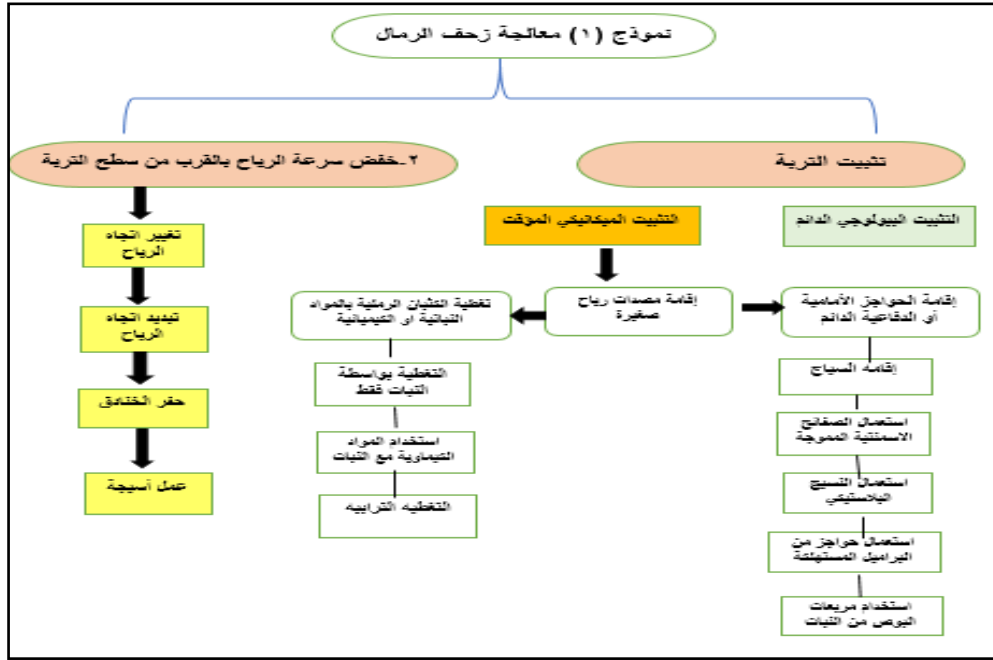 نموذج (١) معالجة زحف الرمال
تثبيت التربة
٢-خفض سرعة الرياح بالقرب من سطح التربة
التثبيت البيولوجي الدائم
التثبيت الميكانيكي المؤقت
تغيير اتجاه
الرياح
إقامة الحواجز الأمامية
أو الدفاعية الدائم
إقامة مصدات رياح
صغيرة
تغطية الكثبان الرملية بالمواد
النباتية او الكيميائية
تبديد اتجاه
الرياح
إقامة السياج
التغطية بواسطة
النبات فقط
حفر الخنادق
استعمال الصفائح
الاسمنتية المموجة
استخدام المواد
الكيماوية مع النبات
عمل أسيجة
استعمال النسيج
البلاستيكي
التغطيه الترابيه
استعمال حواجز من
البراميل المستهلكة
استخدام مربعات
البوص من النبات